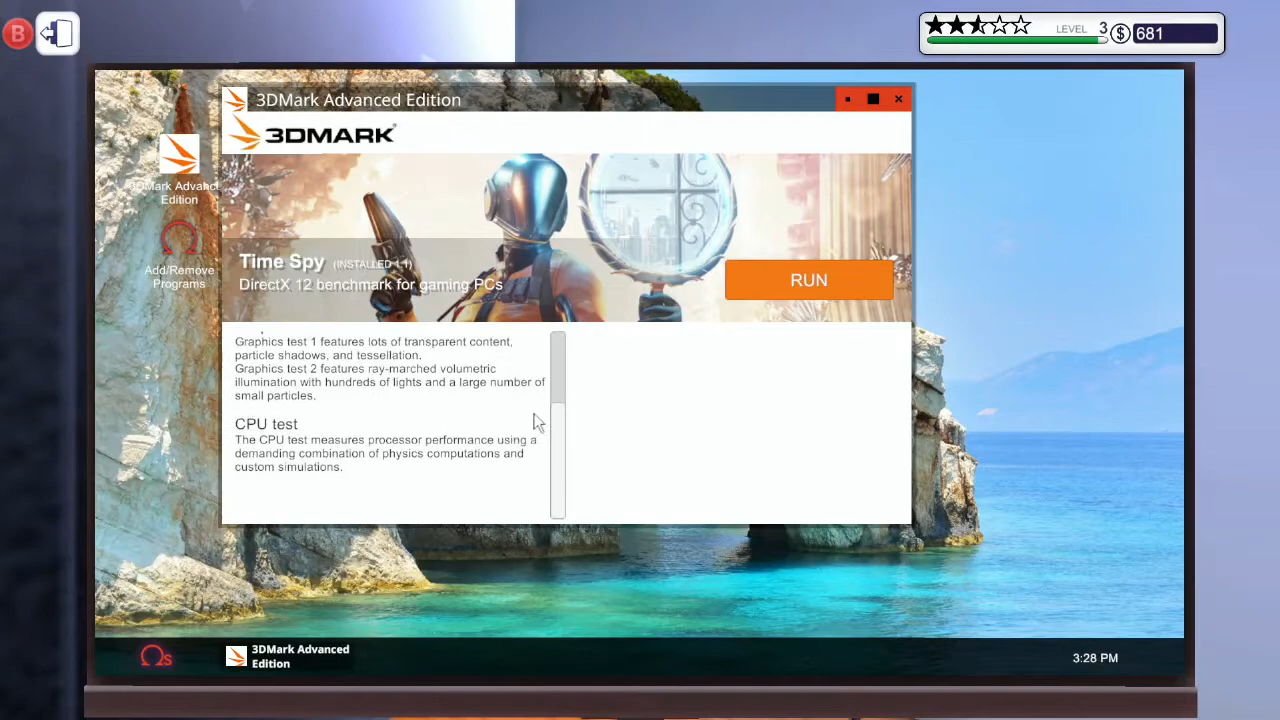 B
LEVEL 3
$ 681
3DMark Advanced Edition
3DMARK
3DMark Advanc
Edition
Time Spy (INSTALLED 1.1)
DirectX 12 benchmark for gaming PCs
RUN
Add/Remove
Programs
Graphics test 1 features lots of transparent content,
particle shadows, and tessellation.
Graphics test 2 features ray-marched volumetric
illumination with hundreds of lights and a large number of
small particles.
CPU test
The CPU test measures processor performance using a
demanding combination of physics computations and
custom simulations.
Ωs
3DMark Advanced
Edition
3:28 PM